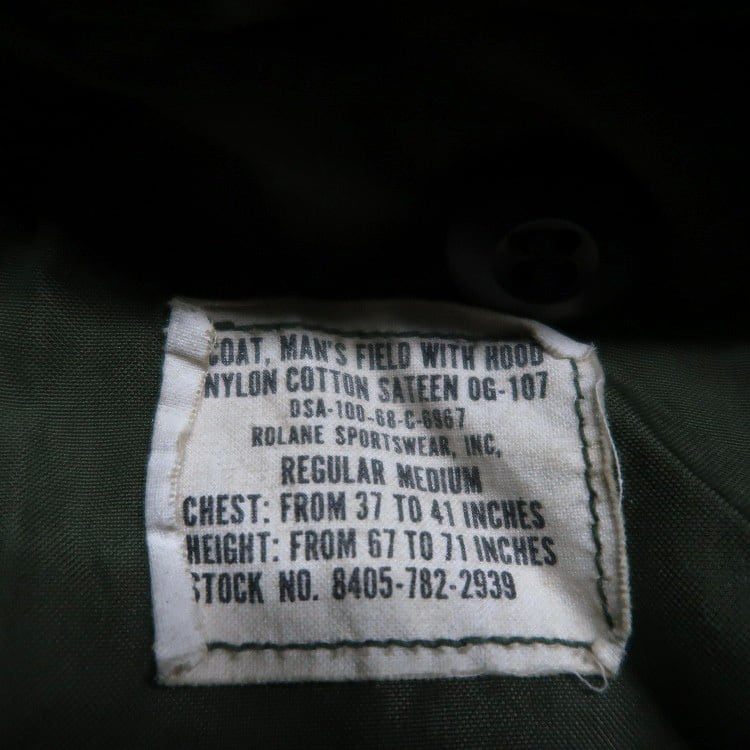 COAT, MAN'S FIELD WITH HOOD
NYLON COTTON SATEEN OG-107
DSA-100-68-C-6967
ROLANE SPORTSWEAR, INC,
REGULAR MEDIUM
CHEST: FROM 37 TO 41 INCHES
HEIGHT: FROM 67 TO 71 INCHES
STOCK NO. 8405-782-2939